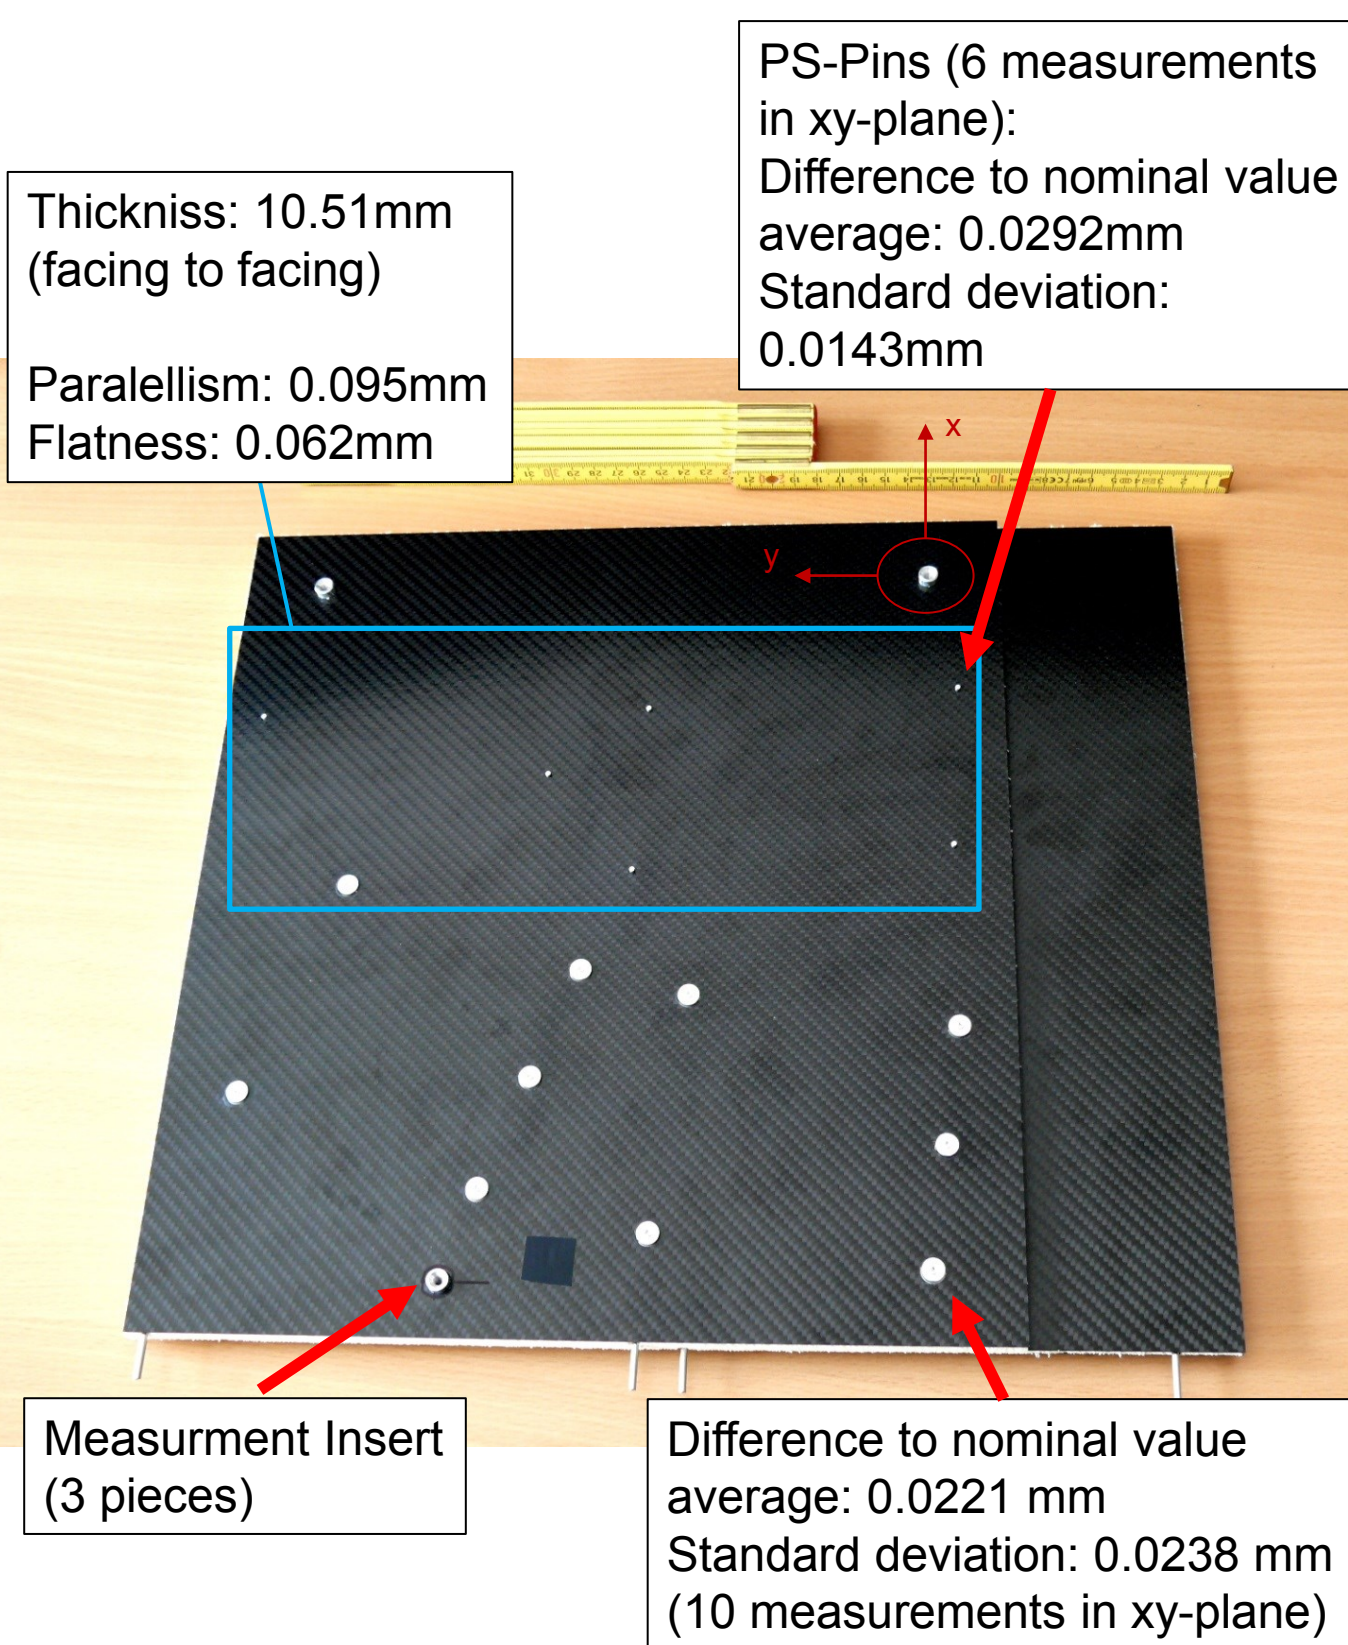 PS-Pins (6 measurements
in xy-plane):
Difference to nominal value
average: 0.0292mm
Standard deviation:
0.0143mm
Thickniss: 10.51mm
(facing to facing)
Paralellism: 0.095mm
Flatness: 0.062mm
x
y
Measurment Insert
(3 pieces)
Difference to nominal value
average: 0.0221 mm
Standard deviation: 0.0238 mm
(10 measurements in xy-plane)